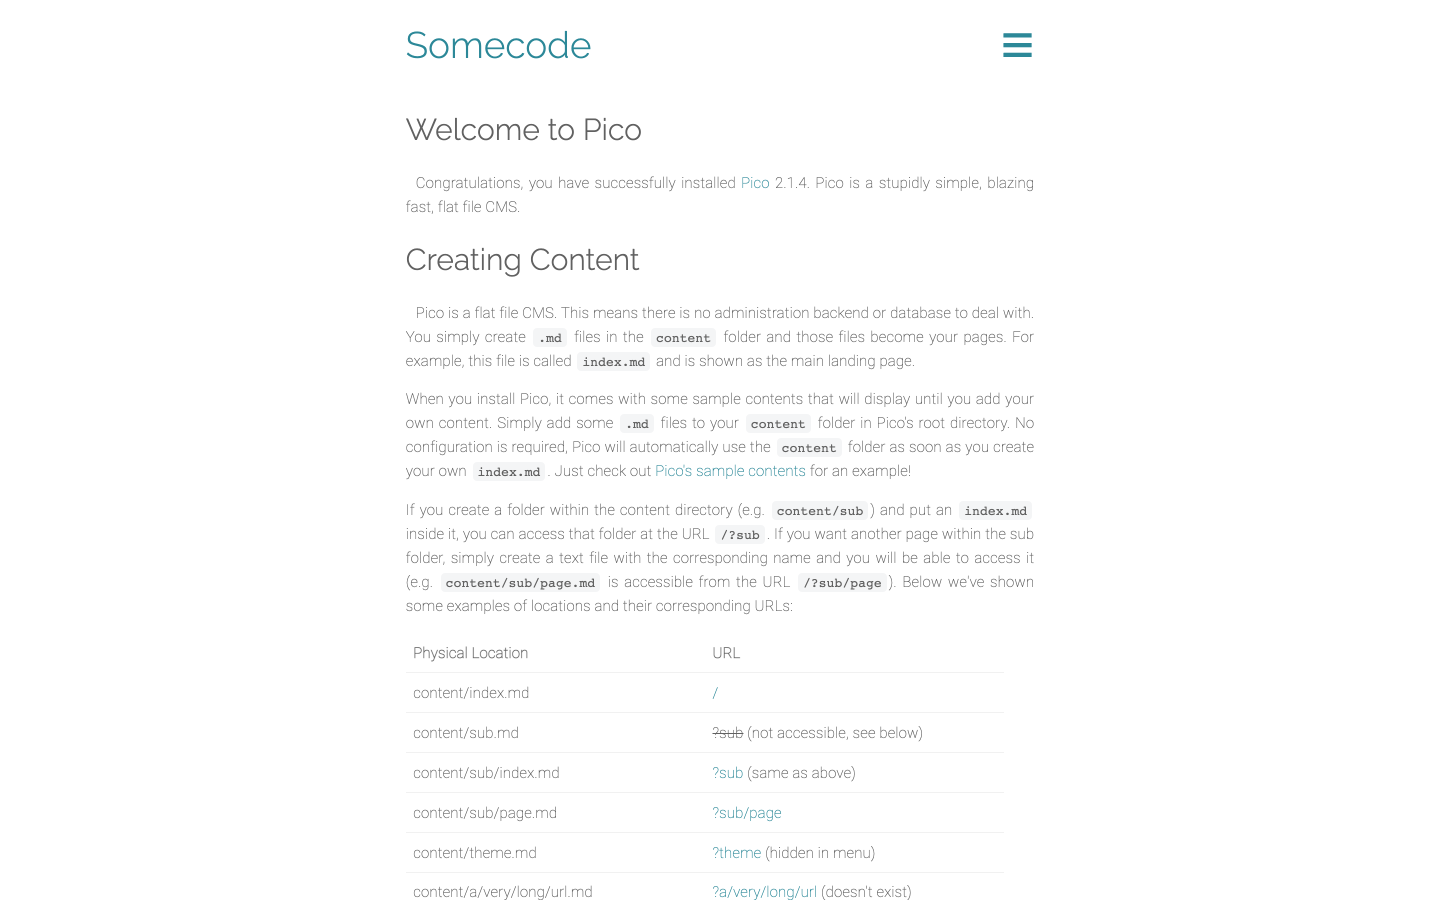 Somecode
Welcome to Pico
Congratulations, you have successfully installed Pico 2.1.4. Pico is a stupidly simple, blazing
fast, flat file CMS.
Creating Content
Pico is a flat file CMS. This means there is no administration backend or database to deal with.
You simply create .md files in the content folder and those files become your pages. For
example, this file is called index.md and is shown as the main landing page.
When you install Pico, it comes with some sample contents that will display until you add your
own content. Simply add some .md files to your content folder in Pico's root directory. No
configuration is required, Pico will automatically use the content folder as soon as you create
your own index.md . Just check out Pico's sample contents for an example!
If you create a folder within the content directory (e.g. content/sub ) and put an index.md
inside it, you can access that folder at the URL /?sub . If you want another page within the sub
folder, simply create a text file with the corresponding name and you will be able to access it
(e.g. content/sub/page.md is accessible from the URL /?sub/page ). Below we've shown
some examples of locations and their corresponding URLs:
Physical Location URL
content/index.md /
content/sub.md ?sub (not accessible, see below)
content/sub/index.md ?sub (same as above)
content/sub/page.md ?sub/page
content/theme.md ?theme (hidden in menu)
content/a/very/long/url.md ?a/very/long/url (doesn't exist)